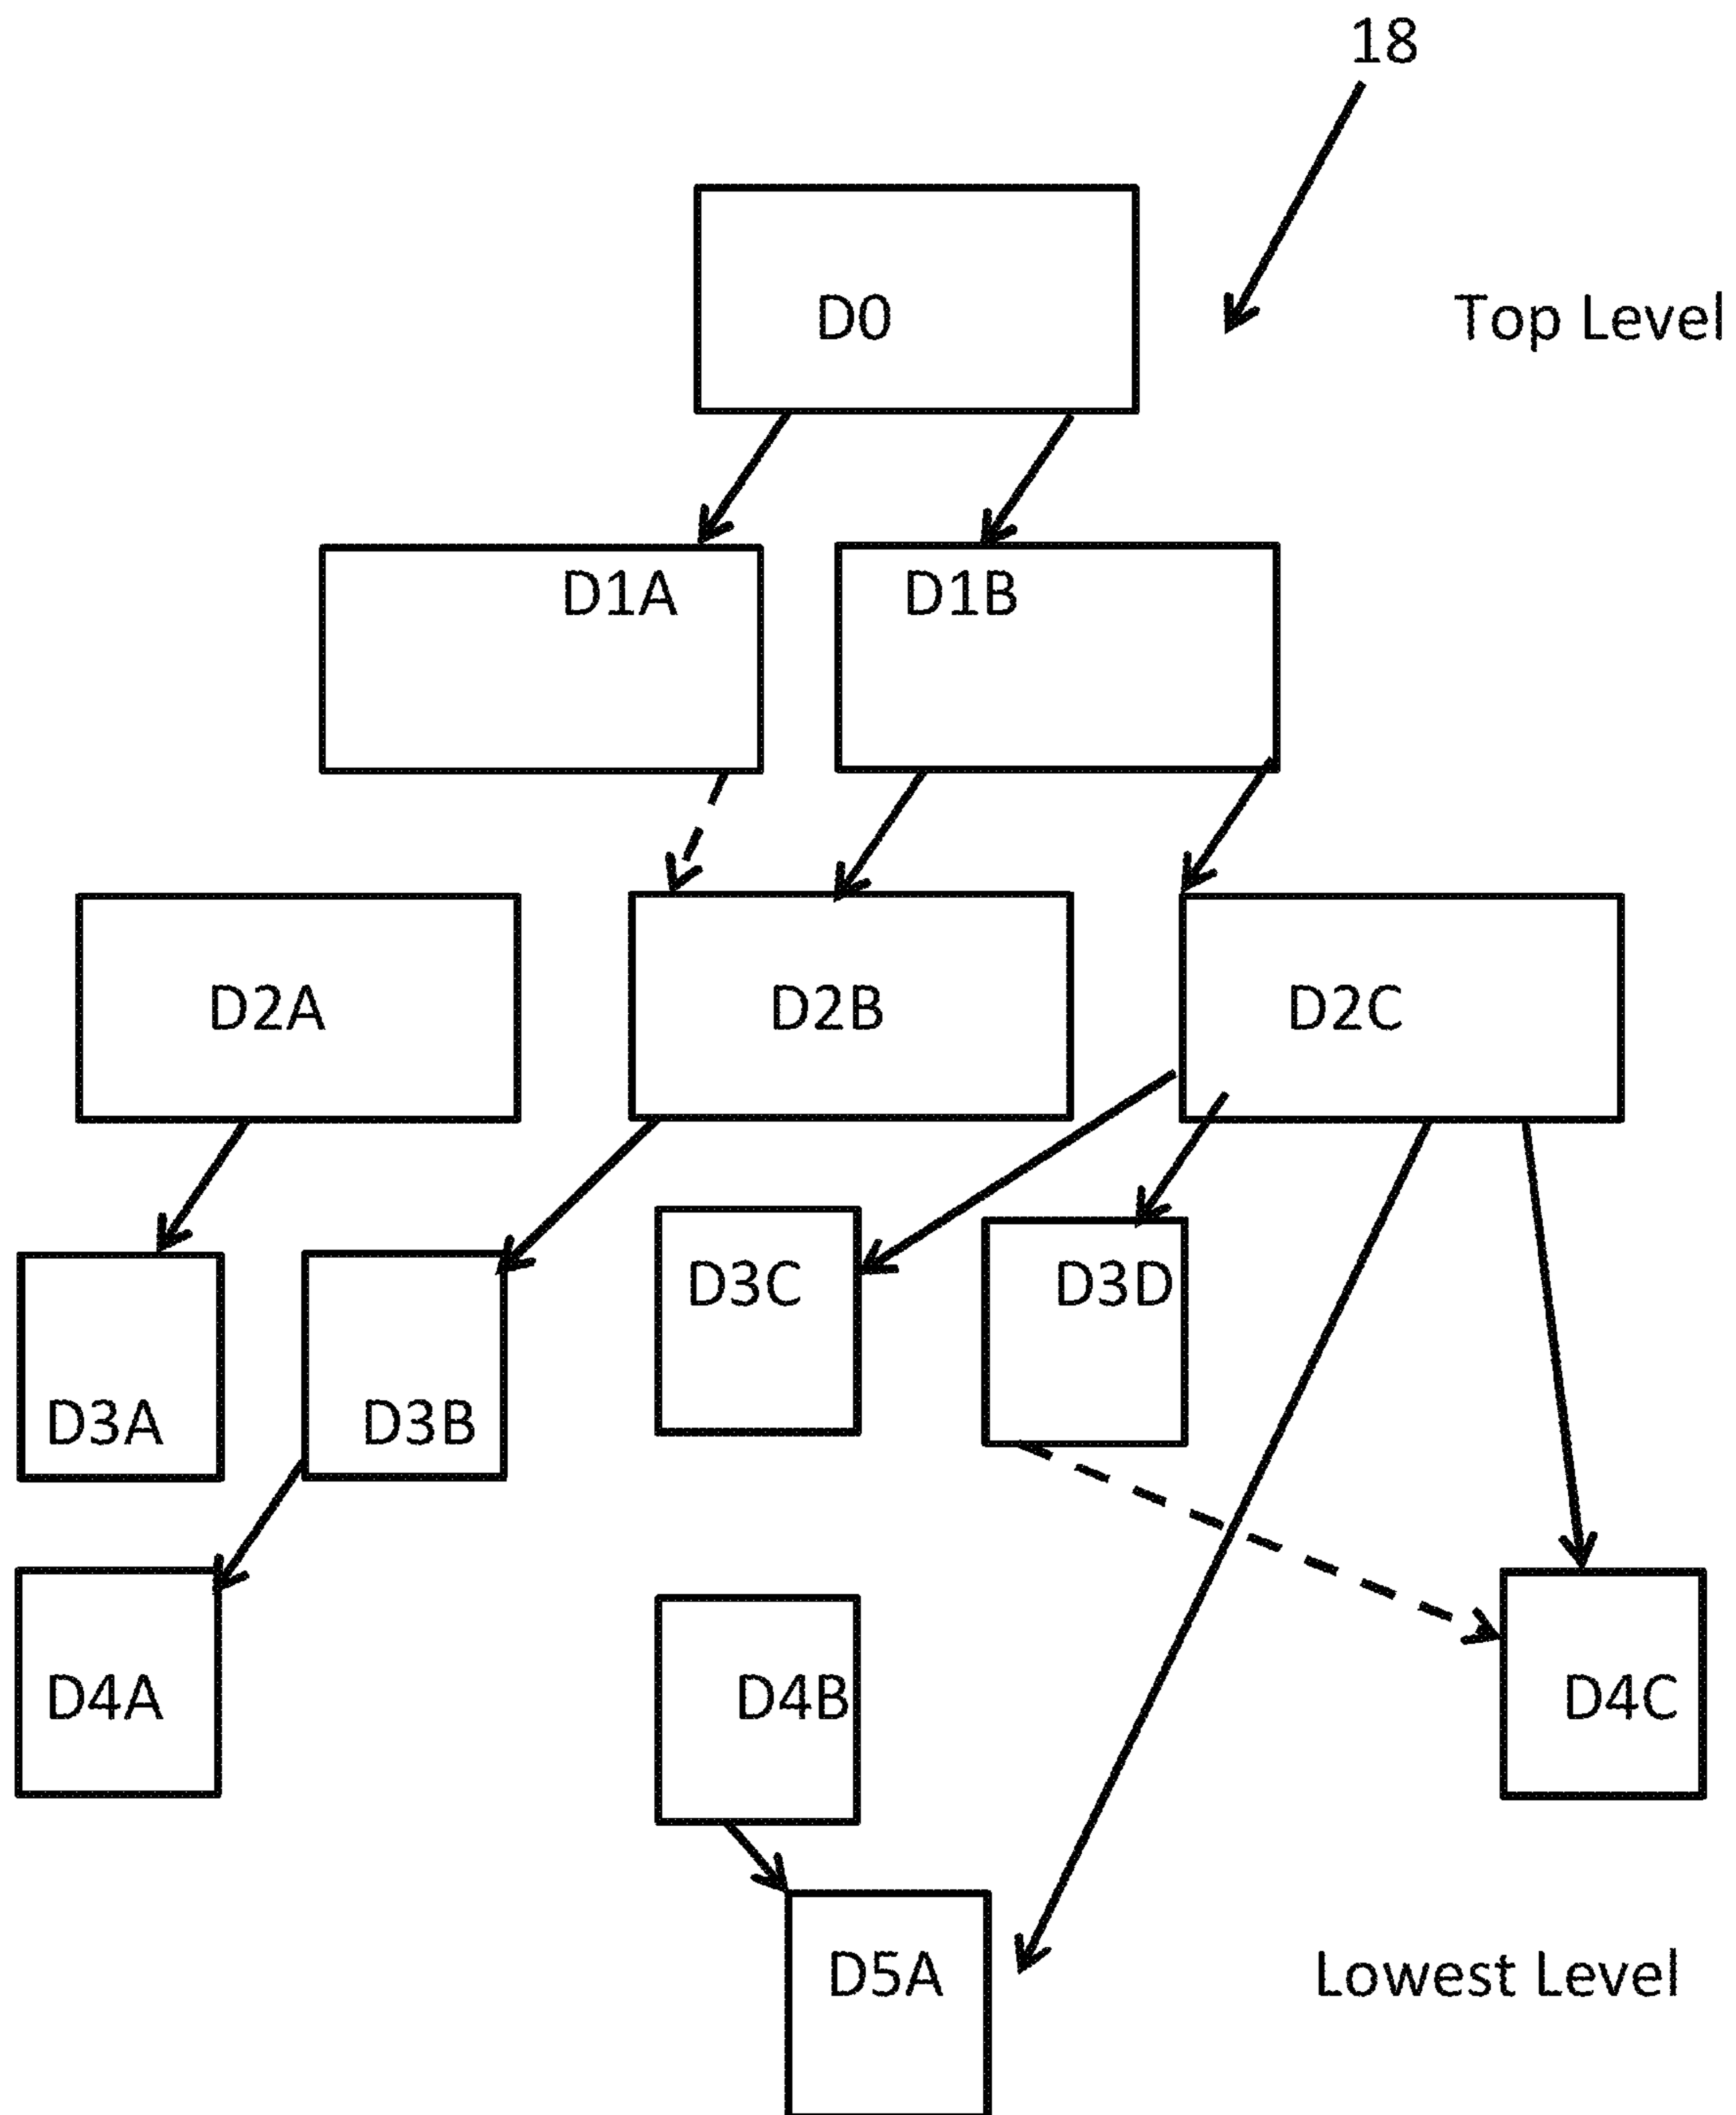 18
D0
Top Level
D1A
D1B
D2A
D2B
D2C
D3C
D3D
D3A
D3B
D4A
D4B
D4C
D5A
Lowest Level